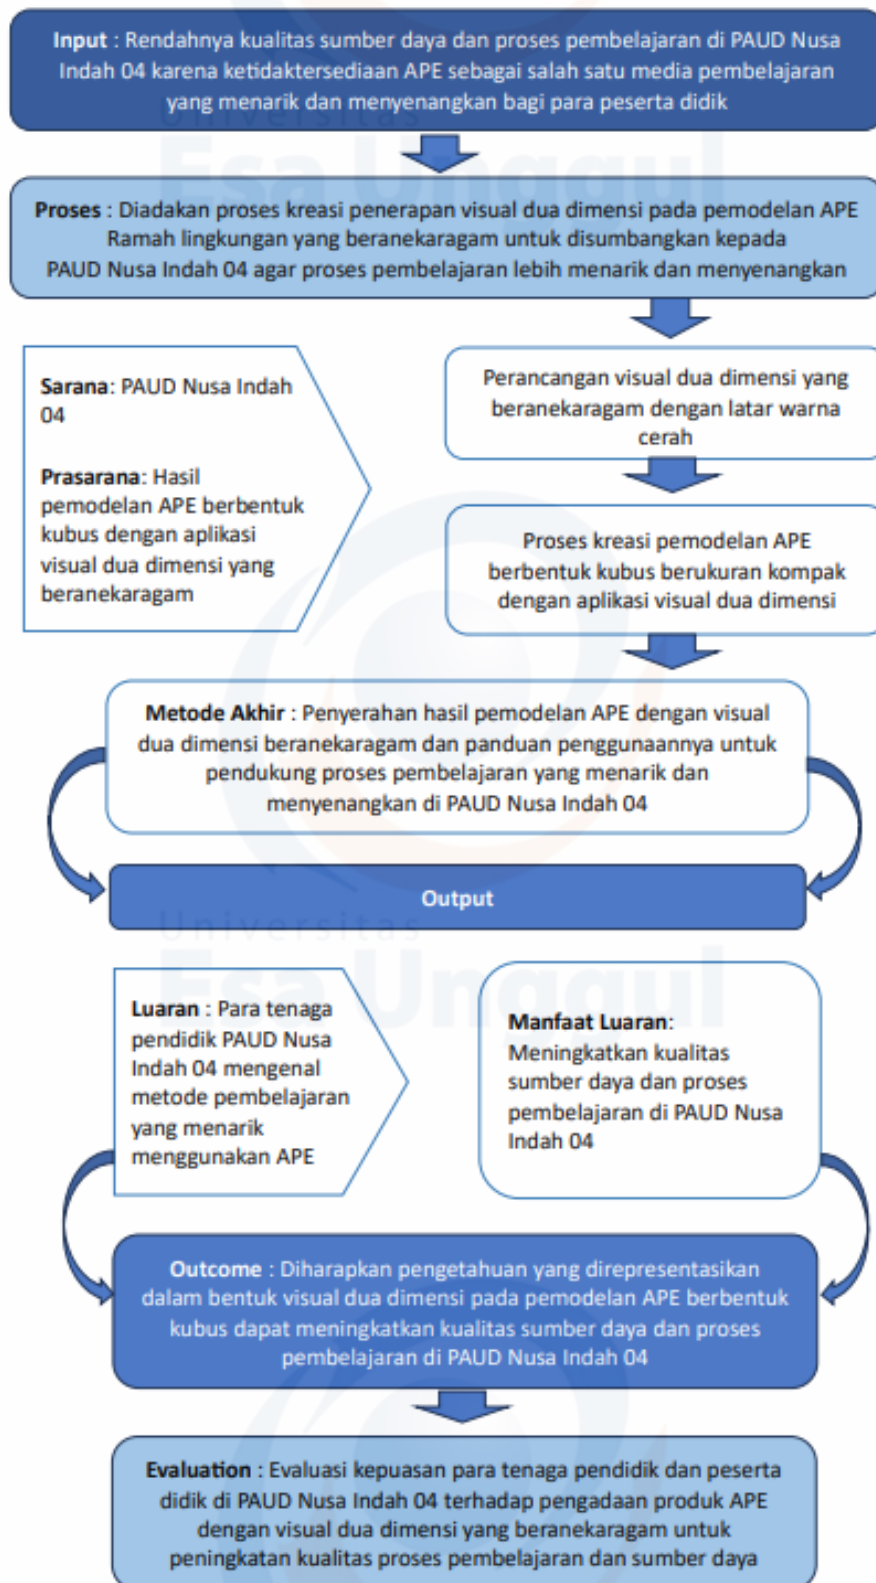 Input : Rendahnya kualitas sumber daya dan proses pembelajaran di PAUD Nusa
Indah 04 karena ketidaktersediaan APE sebagai salah satu media pembelajaran
yang menarik dan menyenangkan bagi para peserta didik
Universitas
Esa Unggul
Proses : Diadakan proses kreasi penerapan visual dua dimensi pada pemodelan APE
Ramah lingkungan yang beranekaragam untuk disumbangkan kepada
PAUD Nusa Indah 04 agar proses pembelajaran lebih menarik dan menyenangkan
Sarana: PAUD Nusa Indah
04
Prasarana: Hasil
pemodelan APE berbentuk
kubus dengan aplikasi
visual dua dimensi yang
beranekaragam
Perancangan visual dua dimensi yang
beranekaragam dengan latar warna
cerah
Proses kreasi pemodelan APE
berbentuk kubus berukuran kompak
dengan aplikasi visual dua dimensi
Metode Akhir : Penyerahan hasil pemodelan APE dengan visual
dua dimensi beranekaragam dan panduan penggunaannya untuk
pendukung proses pembelajaran yang menarik dan
menyenangkan di PAUD Nusa Indah 04
Output
Universitas
Esa Unggul
Luaran : Para tenaga
pendidik PAUD Nusa
Indah 04 mengenal
metode pembelajaran
yang menarik
menggunakan APE
Manfaat Luaran:
Meningkatkan kualitas
sumber daya dan proses
pembelajaran di PAUD Nusa
Indah 04
Outcome : Diharapkan pengetahuan yang direpresentasikan
dalam bentuk visual dua dimensi pada pemodelan APE berbentuk
kubus dapat meningkatkan kualitas sumber daya dan proses
pembelajaran di PAUD Nusa Indah 04
Evaluation : Evaluasi kepuasan para tenaga pendidik dan peserta
didik di PAUD Nusa Indah 04 terhadap pengadaan produk APE
dengan visual dua dimensi yang beranekaragam untuk
peningkatan kualitas proses pembelajaran dan sumber daya